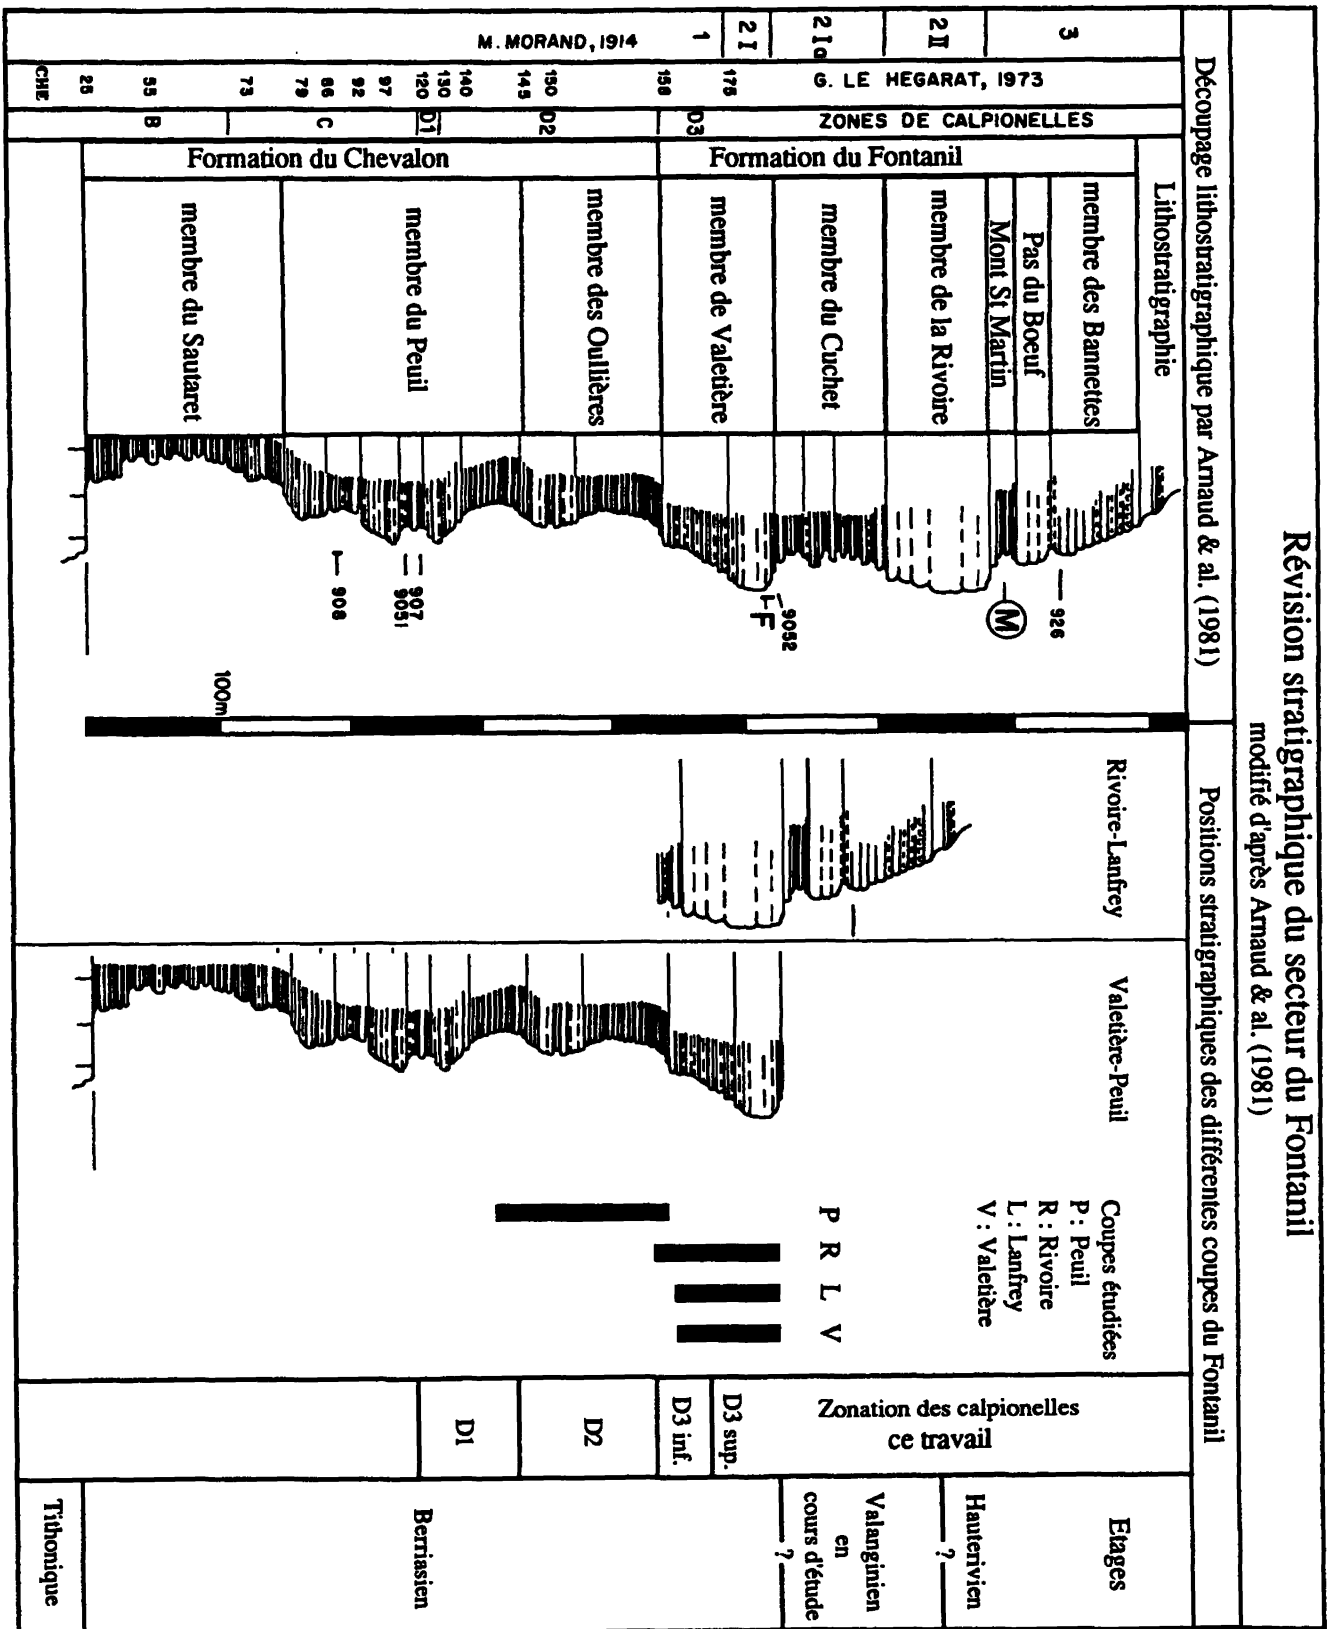 Révision stratigraphique du secteur du Fontanil
modifié d'après Arnaud & al. (1981)
Découpage lithostratigraphique par Arnaud & al. (1981)
Positions stratigraphiques des différentes coupes du Fontanil
M. MORAND, 1914
1
2 I
2 Ia
2 II
3
G. LE HEGARAT, 1973
CHE
25
55
73
79
86
92
97
120
130
140
145
150
158
175
ZONES DE CALPIONELLES
B
C
D1
D2
D3
Lithostratigraphie
Formation du Chevalon
Formation du Fontanil
membre des Bannettes
Pas du Boeuf
Mont St Martin
membre de la Rivoire
membre du Cuchet
membre de Valetière
membre des Oullières
membre du Peuil
membre du Sautaret
926
M
9052
F
907
9051
908
100m
Rivoire-Lanfrey
Valetière-Peuil
Coupes étudiées
P : Peuil
R : Rivoire
L : Lanfrey
V : Valetière
P
R
L
V
Zonation des calpionelles
ce travail
D3 sup.
D3 inf.
D2
D1
Etages
Hauterivien
?
Valanginien
en
cours d'étude
?
Berriasien
Tithonique